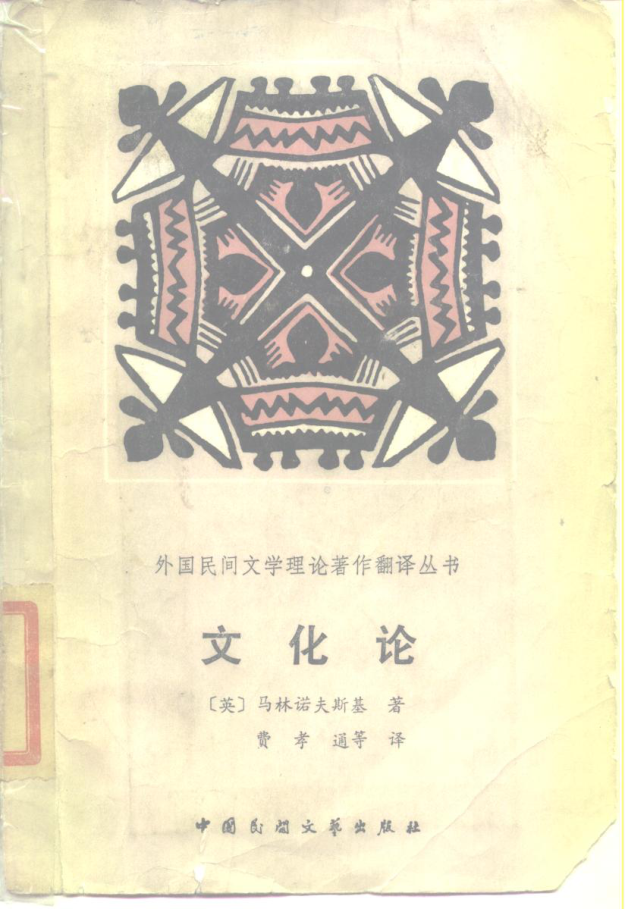 外国民间文学理论著作翻译丛书
文化论
〔英〕马林诺夫斯基 著
费孝通等 译
中国民间文艺出版社